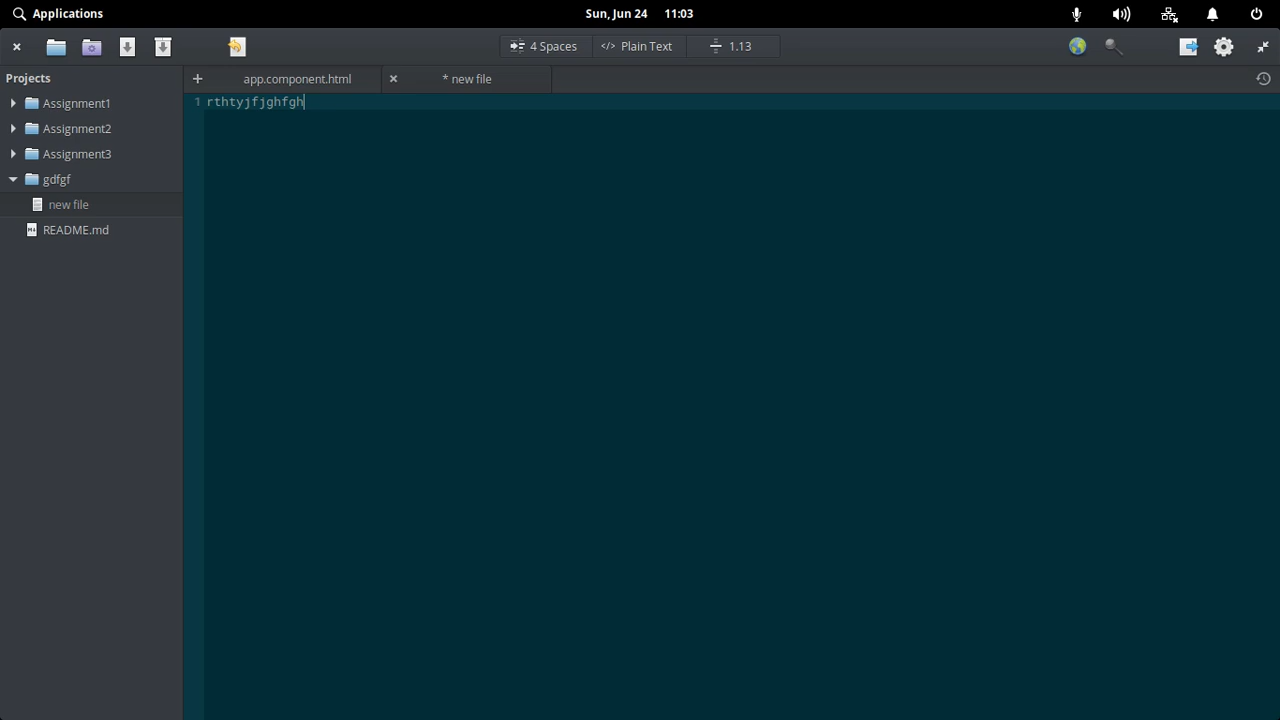 Applications
Sun, Jun 24 11:03
4 Spaces
</> Plain Text
1.13
Projects
app.component.html
* new file
Assignment1
Assignment2
Assignment3
gdfgf
new file
README.md
1 rthtyjfjghfgh